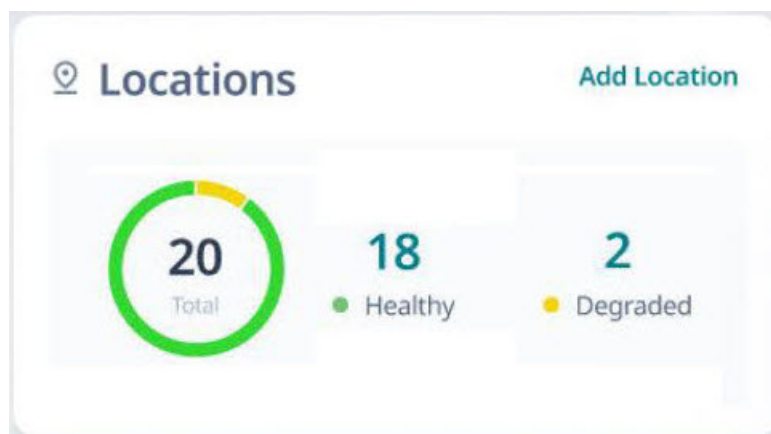 Locations
Add Location
20
Total
18
Healthy
2
Degraded